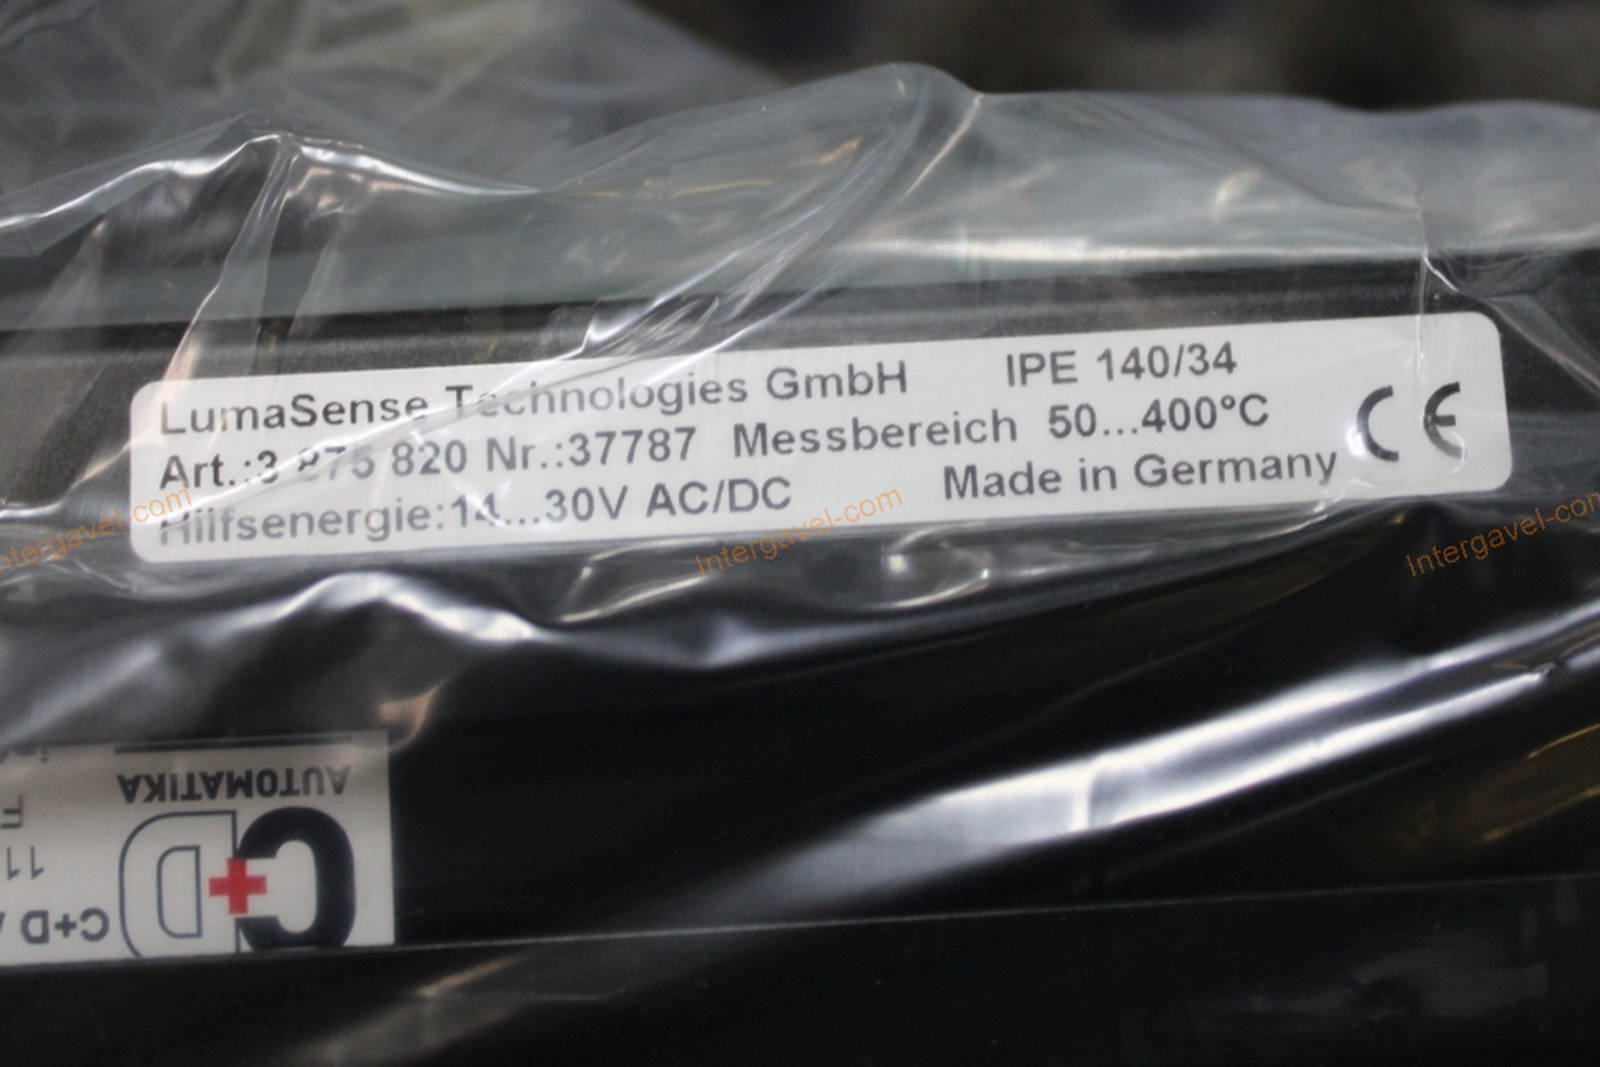 LumaSense Technologies GmbH IPE 140/34
Art.:3 875 820 Nr.:37787 Messbereich 50...400°C
Hilfsenergie:14...30V AC/DC Made in Germany
CE
Intergavel-com
Intergavel-com
Intergavel-com
AUTOMATIKA
C+D
11
C+D